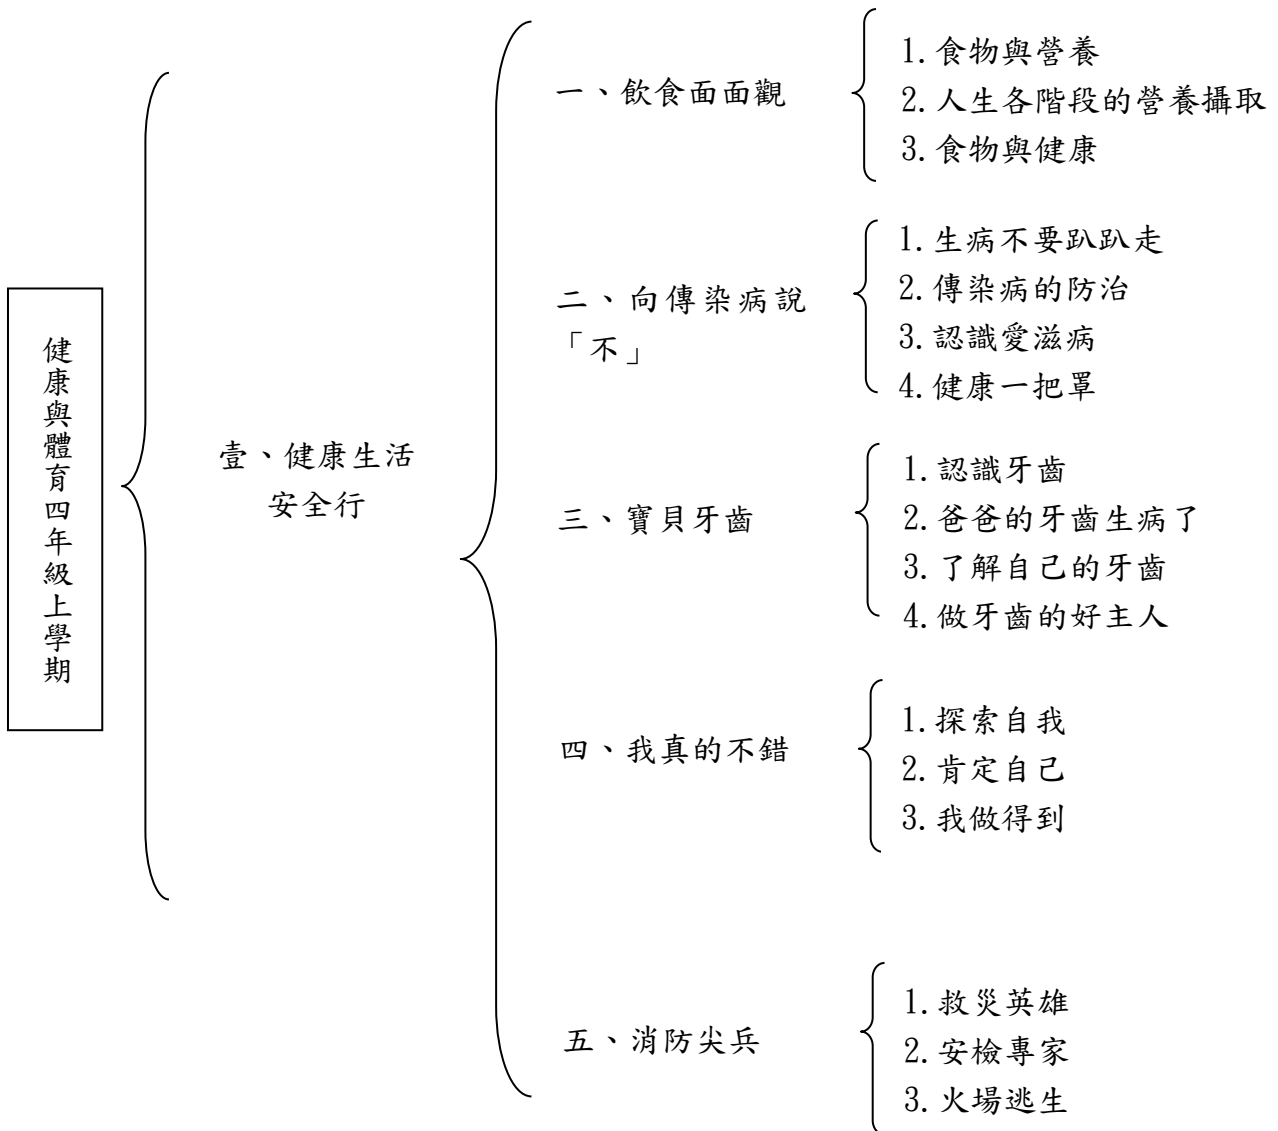 健康與體育四年級上學期
壹、健康生活
安全行
一、飲食面面觀
1.食物與營養
2.人生各階段的營養攝取
3.食物與健康
二、向傳染病說
「不」
1.生病不要趴趴走
2.傳染病的防治
3.認識愛滋病
4.健康一把罩
三、寶貝牙齒
1.認識牙齒
2.爸爸的牙齒生病了
3.了解自己的牙齒
4.做牙齒的好主人
四、我真的不錯
1.探索自我
2.肯定自己
3.我做得到
五、消防尖兵
1.救災英雄
2.安檢專家
3.火場逃生